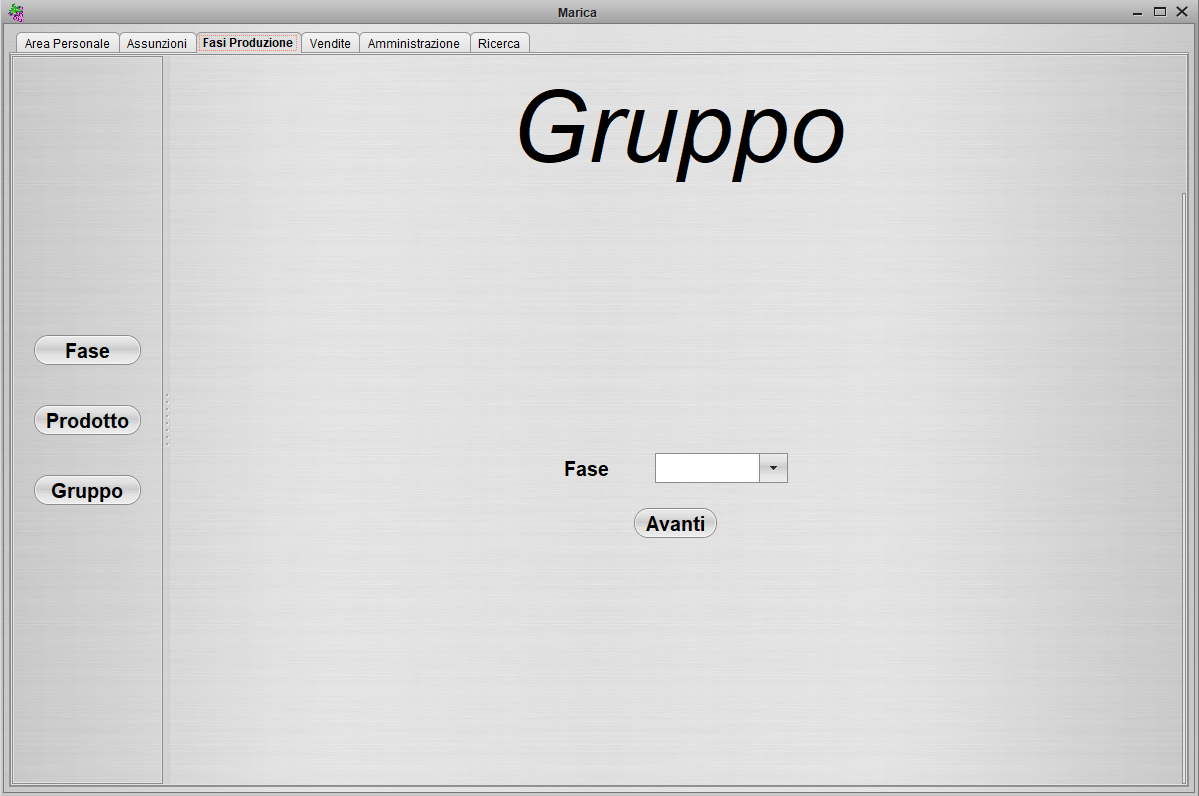 Marica
Area Personale Assunzioni Fasi Produzione Vendite Amministrazione Ricerca
Gruppo
Fase
Prodotto
Gruppo
Fase
Avanti